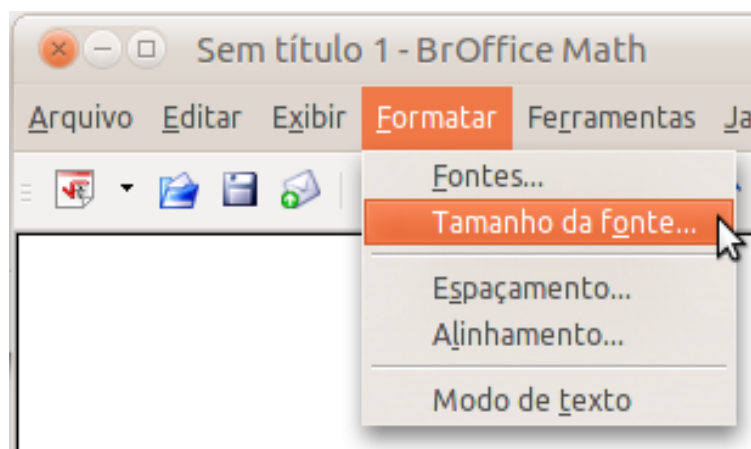 Sem título 1 - BrOffice Math
Arquivo Editar Exibir Formatar Ferramentas Ja
Fontes...
Tamanho da fonte...
Espaçamento...
Alinhamento...
Modo de texto